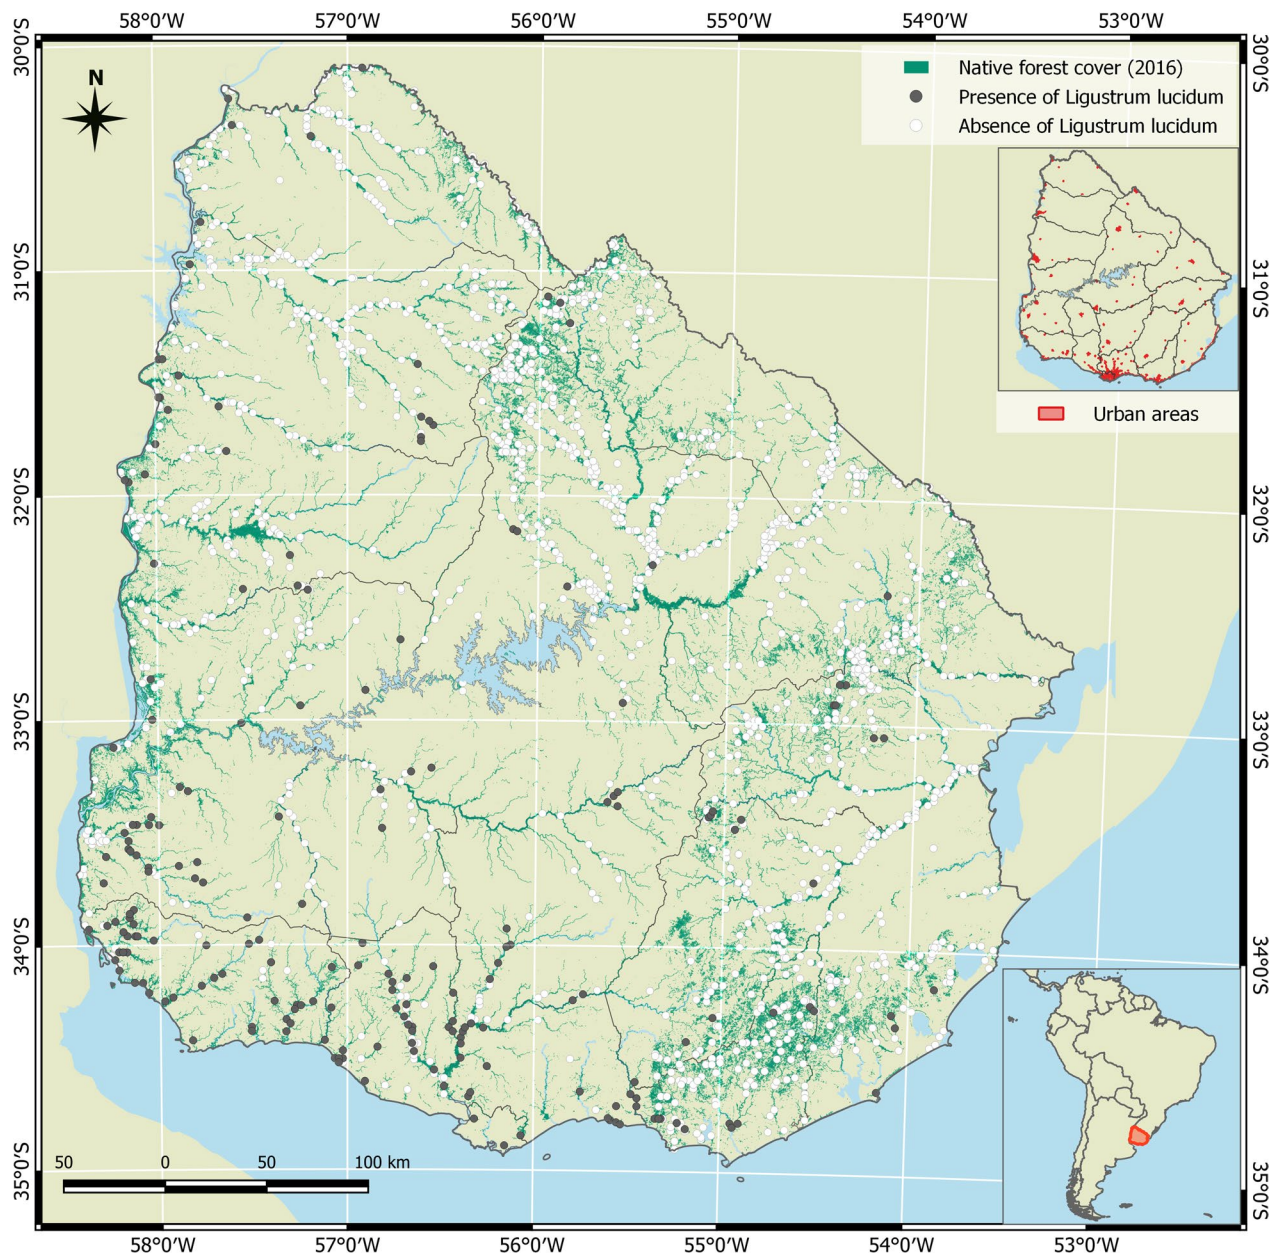 58°0'W 57°0'W 56°0'W 55°0'W 54°0'W 53°0'W
30°0'S
30°0'S
N
Native forest cover (2016)
Presence of Ligustrum lucidum
Absence of Ligustrum lucidum
31°0'S
31°0'S
Urban areas
32°0'S
32°0'S
33°0'S
33°0'S
34°0'S
34°0'S
50 0 50 100 km
35°0'S
35°0'S
58°0'W 57°0'W 56°0'W 55°0'W 54°0'W 53°0'W